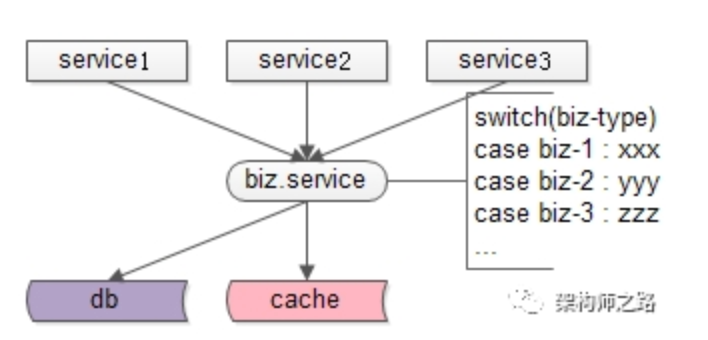 service1
service2
service3
switch(biz-type)
case biz-1 : xxx
biz.service
case biz-2 : yyy
case biz-3 : zzz
...
db
cache
架构师之路